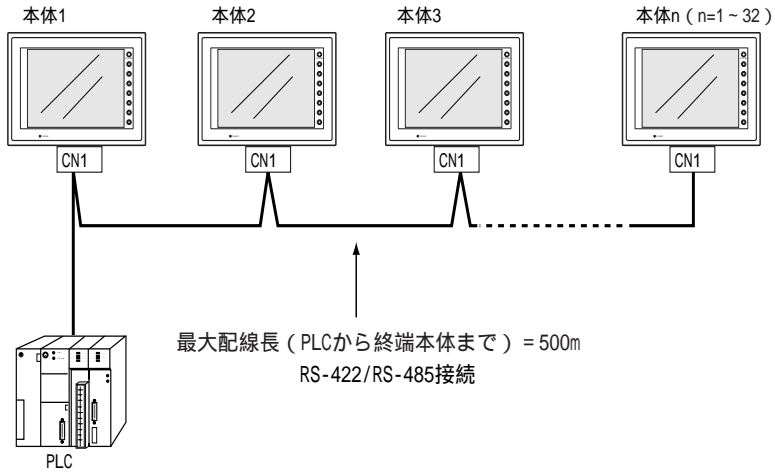 本体1
本体2
本体3
本体n ( n=1 ~ 32 )
CN1
CN1
CN1
CN1
最大配線長 ( PLCから終端本体まで ) = 500m
RS-422/RS-485接続
PLC